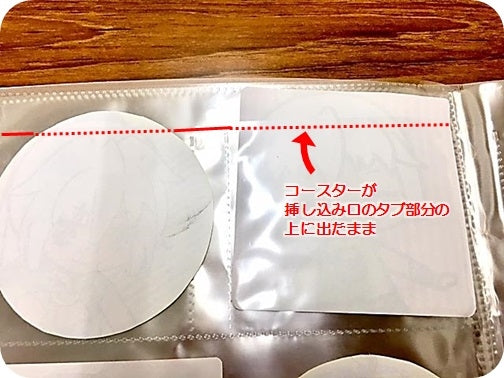 コースターが
挿し込み口のタブ部分の
上に出たまま